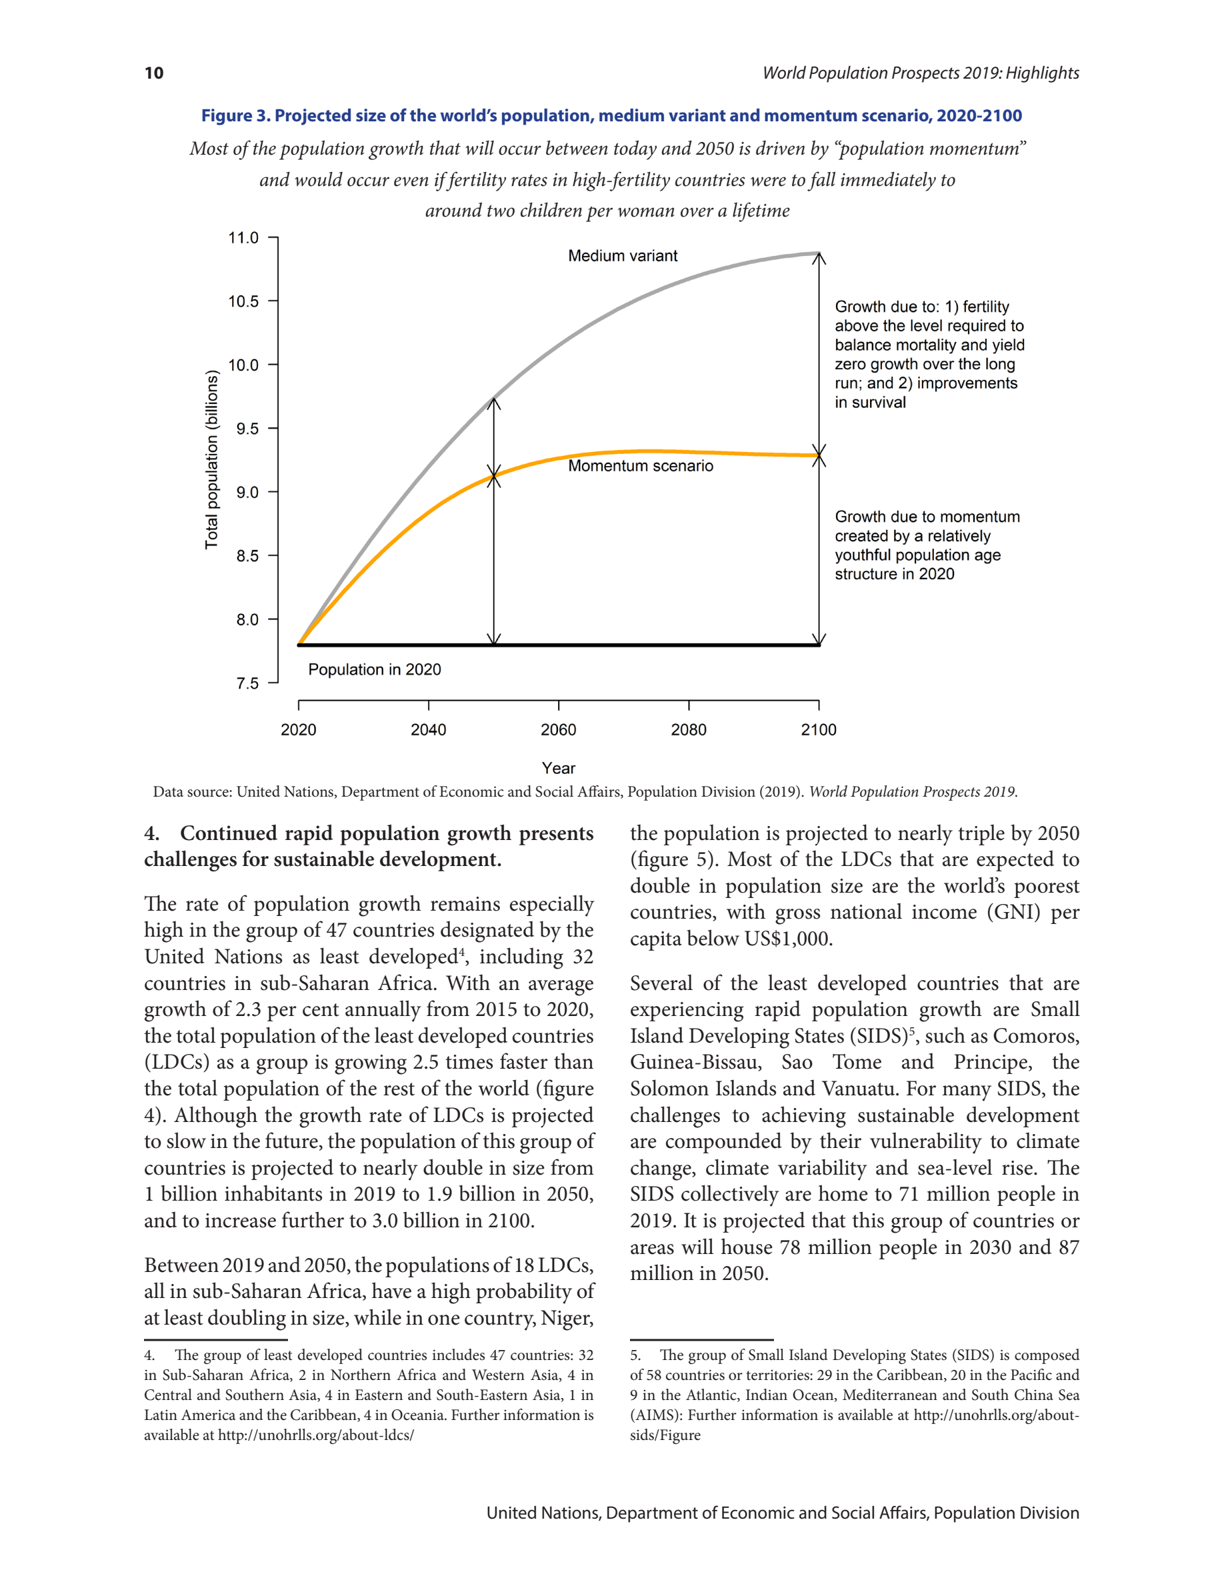 10
World Population Prospects 2019: Highlights
Figure 3. Projected size of the world’s population, medium variant and momentum scenario, 2020-2100
Most of the population growth that will occur between today and 2050 is driven by “population momentum”
and would occur even if fertility rates in high-fertility countries were to fall immediately to
around two children per woman over a lifetime
11.0
10.5
10.0
9.5
9.0
8.5
8.0
7.5
Total population (billions)
Medium variant
Momentum scenario
Population in 2020
Growth due to: 1) fertility
above the level required to
balance mortality and yield
zero growth over the long
run; and 2) improvements
in survival
Growth due to momentum
created by a relatively
youthful population age
structure in 2020
2020
2040
2060
2080
2100
Year
Data source: United Nations, Department of Economic and Social Affairs, Population Division (2019). World Population Prospects 2019.
4. Continued rapid population growth presents
challenges for sustainable development.
The rate of population growth remains especially
high in the group of 47 countries designated by the
United Nations as least developed4, including 32
countries in sub-Saharan Africa. With an average
growth of 2.3 per cent annually from 2015 to 2020,
the total population of the least developed countries
(LDCs) as a group is growing 2.5 times faster than
the total population of the rest of the world (figure
4). Although the growth rate of LDCs is projected
to slow in the future, the population of this group of
countries is projected to nearly double in size from
1 billion inhabitants in 2019 to 1.9 billion in 2050,
and to increase further to 3.0 billion in 2100.
Between 2019 and 2050, the populations of 18 LDCs,
all in sub-Saharan Africa, have a high probability of
at least doubling in size, while in one country, Niger,
4. The group of least developed countries includes 47 countries: 32
in Sub-Saharan Africa, 2 in Northern Africa and Western Asia, 4 in
Central and Southern Asia, 4 in Eastern and South-Eastern Asia, 1 in
Latin America and the Caribbean, 4 in Oceania. Further information is
available at http://unohrlls.org/about-ldcs/
the population is projected to nearly triple by 2050
(figure 5). Most of the LDCs that are expected to
double in population size are the world’s poorest
countries, with gross national income (GNI) per
capita below US$1,000.
Several of the least developed countries that are
experiencing rapid population growth are Small
Island Developing States (SIDS)5, such as Comoros,
Guinea-Bissau, Sao Tome and Principe, the
Solomon Islands and Vanuatu. For many SIDS, the
challenges to achieving sustainable development
are compounded by their vulnerability to climate
change, climate variability and sea-level rise. The
SIDS collectively are home to 71 million people in
2019. It is projected that this group of countries or
areas will house 78 million people in 2030 and 87
million in 2050.
5. The group of Small Island Developing States (SIDS) is composed
of 58 countries or territories: 29 in the Caribbean, 20 in the Pacific and
9 in the Atlantic, Indian Ocean, Mediterranean and South China Sea
(AIMS): Further information is available at http://unohrlls.org/about-
sids/Figure
United Nations, Department of Economic and Social Affairs, Population Division